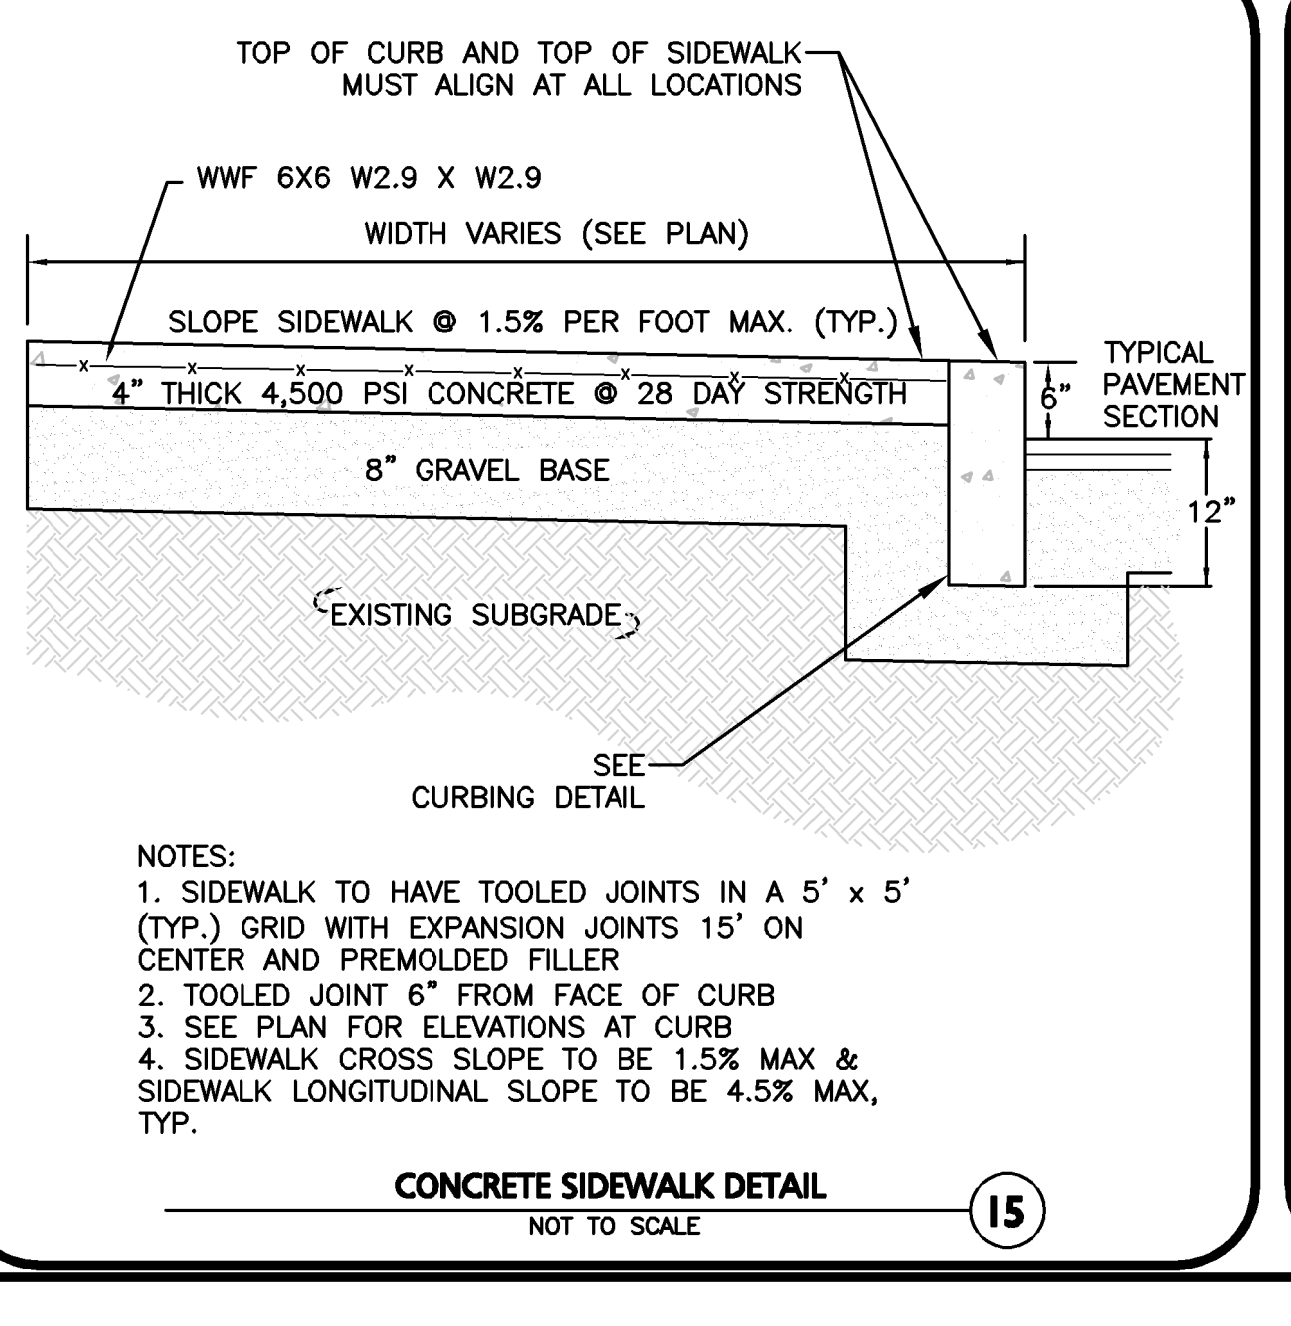 TOP OF CURB AND TOP OF SIDEWALK
MUST ALIGN AT ALL LOCATIONS
WWF 6X6 W2.9 X W2.9
WIDTH VARIES (SEE PLAN)
SLOPE SIDEWALK @ 1.5% PER FOOT MAX. (TYP.)
4" THICK 4,500 PSI CONCRETE @ 28 DAY STRENGTH
TYPICAL
PAVEMENT
SECTION
6"
8" GRAVEL BASE
12"
EXISTING SUBGRADE
SEE
CURBING DETAIL
NOTES:
1. SIDEWALK TO HAVE TOOLED JOINTS IN A 5' x 5'
(TYP.) GRID WITH EXPANSION JOINTS 15' ON
CENTER AND PREMOLDED FILLER
2. TOOLED JOINT 6" FROM FACE OF CURB
3. SEE PLAN FOR ELEVATIONS AT CURB
4. SIDEWALK CROSS SLOPE TO BE 1.5% MAX &
SIDEWALK LONGITUDINAL SLOPE TO BE 4.5% MAX,
TYP.
CONCRETE SIDEWALK DETAIL
NOT TO SCALE
15